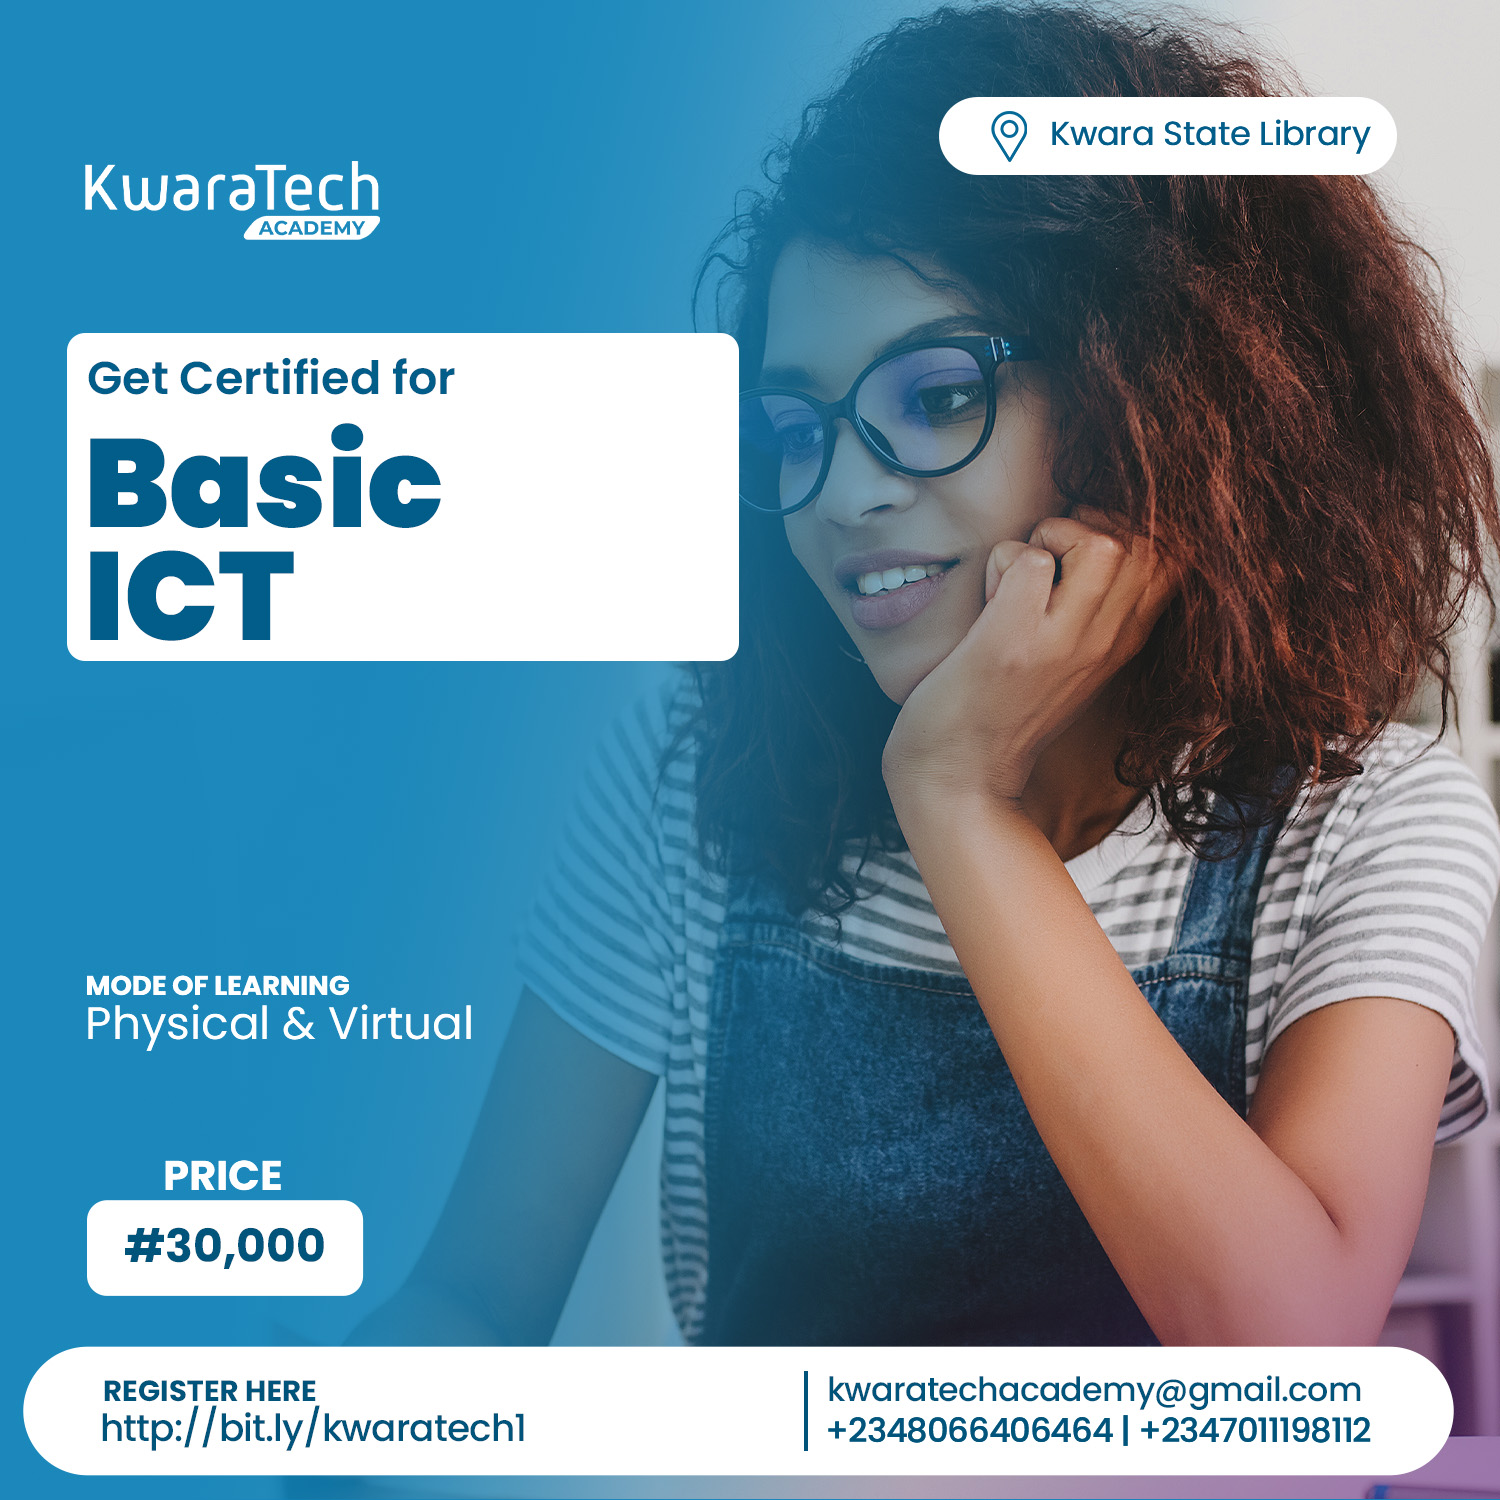 Kwara State Library
KwaraTech
ACADEMY
Get Certified for
Basic
ICT
MODE OF LEARNING
Physical & Virtual
PRICE
#30,000
REGISTER HERE
http://bit.ly/kwaratech1
kwaratechacademy@gmail.com
+2348066406464 | +2347011198112